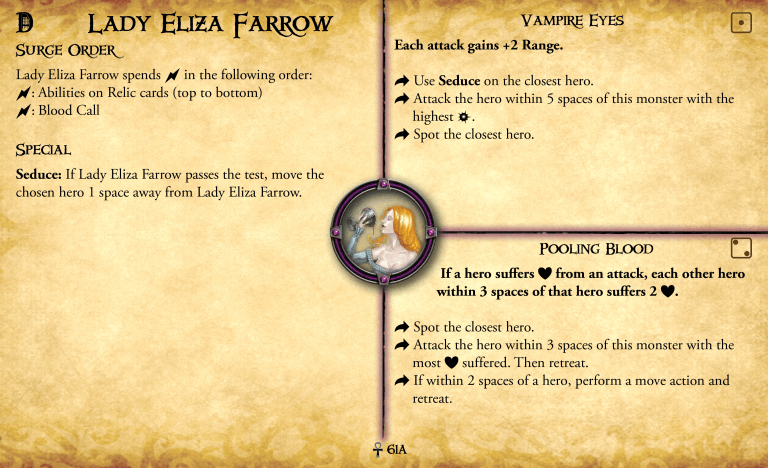 D LADY ELIZA FARROW
SURGE ORDER
Lady Eliza Farrow spends in the following order:
: Abilities on Relic cards (top to bottom)
: Blood Call
SPECIAL
Seduce: If Lady Eliza Farrow passes the test, move the
chosen hero 1 space away from Lady Eliza Farrow.
VAMPIRE EYES
Each attack gains +2 Range.
Use Seduce on the closest hero.
Attack the hero within 5 spaces of this monster with the
highest .
Spot the closest hero.
POOLING BLOOD
If a hero suffers ♥ from an attack, each other hero
within 3 spaces of that hero suffers 2 ♥.
Spot the closest hero.
Attack the hero within 3 spaces of this monster with the
most ♥ suffered. Then retreat.
If within 2 spaces of a hero, perform a move action and
retreat.
61A